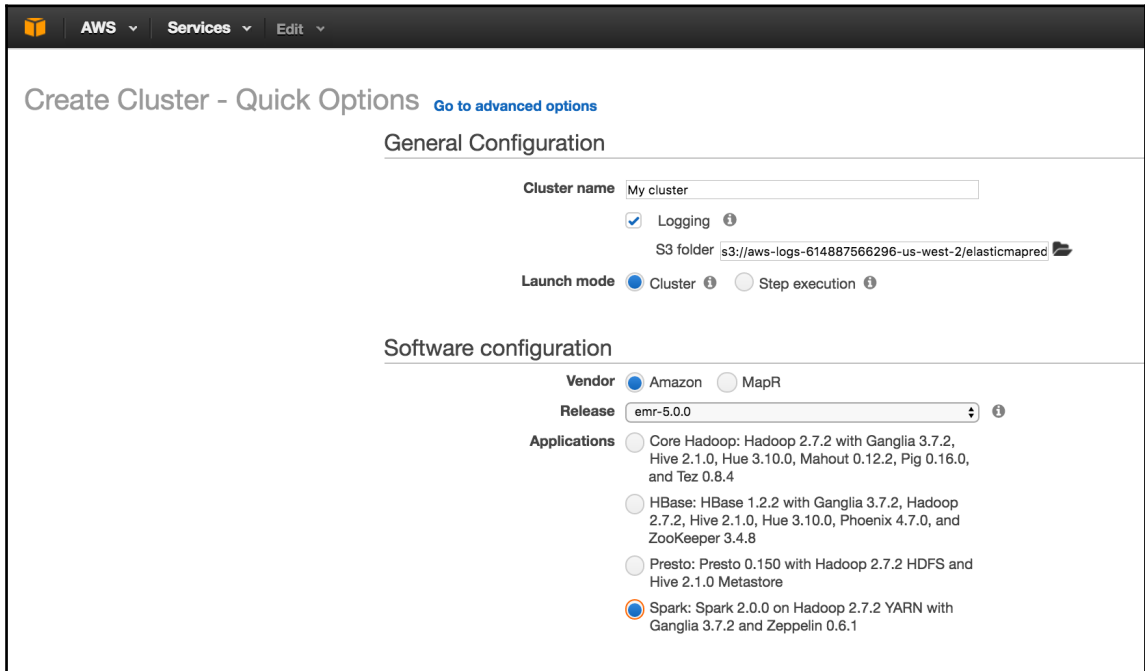 AWS Services Edit
Create Cluster - Quick Options Go to advanced options
General Configuration
Cluster name My cluster
Logging
S3 folder s3://aws-logs-614887566296-us-west-2/elasticmapred
Launch mode Cluster Step execution
Software configuration
Vendor Amazon MapR
Release emr-5.0.0
Applications Core Hadoop: Hadoop 2.7.2 with Ganglia 3.7.2,
Hive 2.1.0, Hue 3.10.0, Mahout 0.12.2, Pig 0.16.0,
and Tez 0.8.4
HBase: HBase 1.2.2 with Ganglia 3.7.2, Hadoop
2.7.2, Hive 2.1.0, Hue 3.10.0, Phoenix 4.7.0, and
ZooKeeper 3.4.8
Presto: Presto 0.150 with Hadoop 2.7.2 HDFS and
Hive 2.1.0 Metastore
Spark: Spark 2.0.0 on Hadoop 2.7.2 YARN with
Ganglia 3.7.2 and Zeppelin 0.6.1